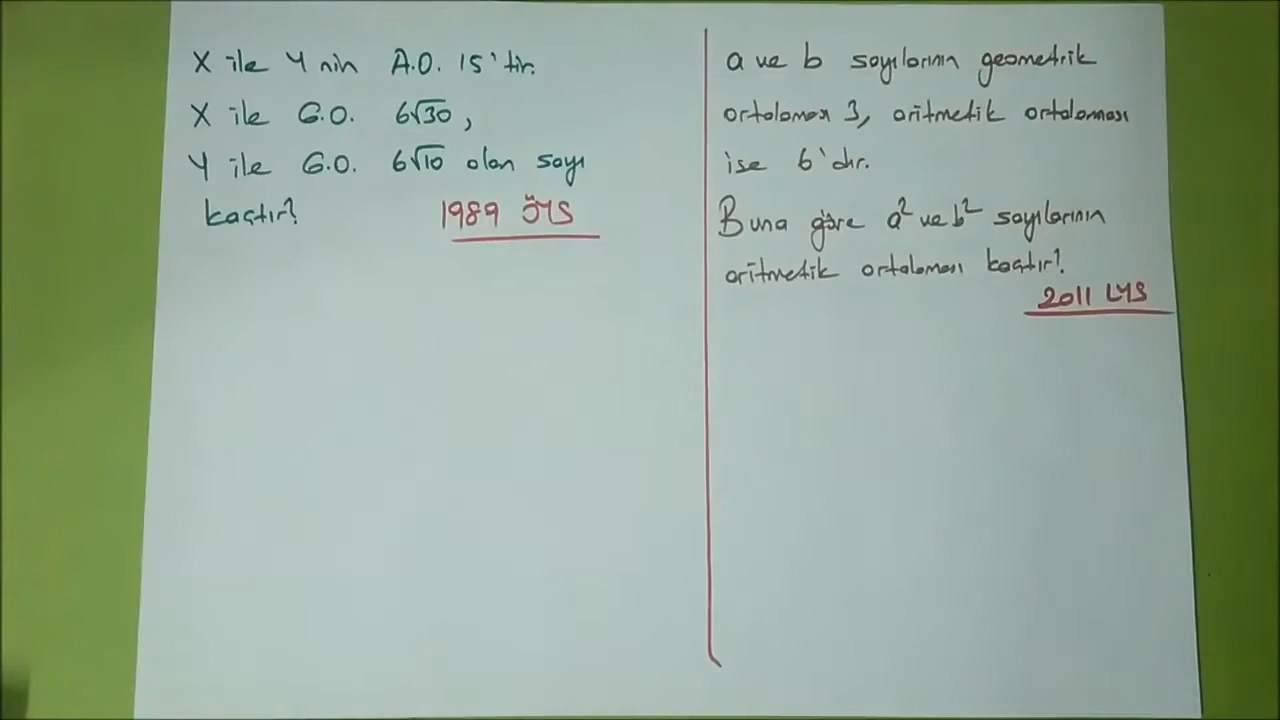 X ile Y nin A.O. 15'tir.
X ile G.O. 6√30,
Y ile G.O. 6√10 olan sayı
kaçtır?
1989 ÖYS
a ve b sayılarının geometrik
ortalaması 3, aritmetik ortalaması
ise 6'dır.
Buna göre a² ve b² sayılarının
aritmetik ortalaması kaçtır?
2011 LYS